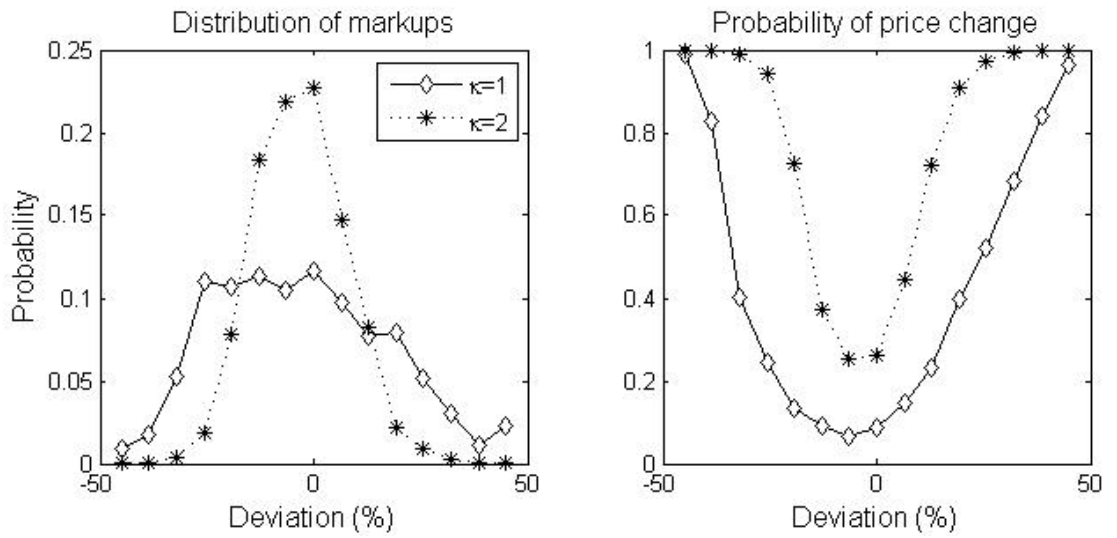 Distribution of markups
0.25
0.2
0.15
0.1
0.05
0
-50
0
50
Probability
Deviation (%)
κ=1
κ=2
Probability of price change
1
0.8
0.6
0.4
0.2
0
-50
0
50
Deviation (%)